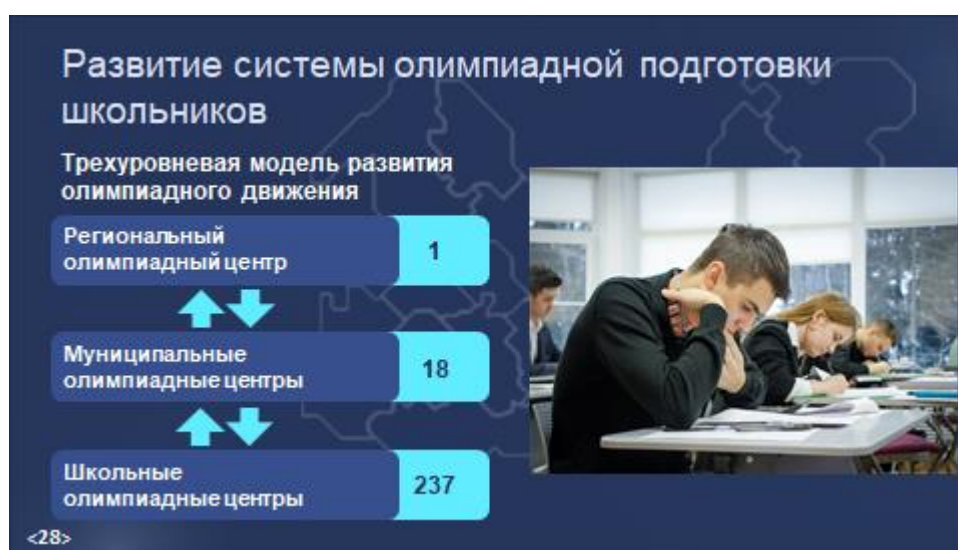 Развитие системы олимпиадной подготовки
школьников
Трехуровневая модель развития
олимпиадного движения
Региональный
олимпиадный центр
1
Муниципальные
олимпиадные центры
18
Школьные
олимпиадные центры
237
<28>